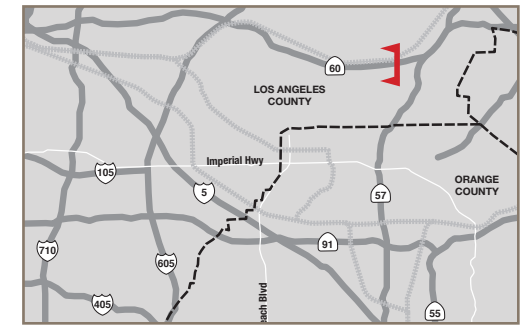 60
LOS ANGELES
COUNTY
Imperial Hwy
105
5
57
ORANGE
COUNTY
91
710
605
each Blvd
405
55